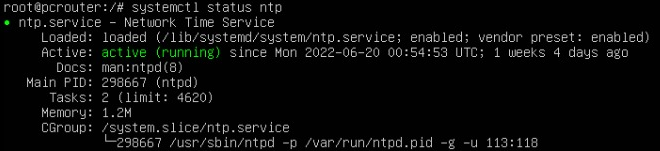 root@pcrouter:/# systemctl status ntp
● ntp.service - Network Time Service
Loaded: loaded (/lib/systemd/system/ntp.service; enabled; vendor preset: enabled)
Active: active (running) since Mon 2022-06-20 00:54:53 UTC; 1 weeks 4 days ago
Docs: man:ntpd(8)
Main PID: 298667 (ntpd)
Tasks: 2 (limit: 4620)
Memory: 1.2M
CGroup: /system.slice/ntp.service
└─298667 /usr/sbin/ntpd -p /var/run/ntpd.pid -g -u 113:118